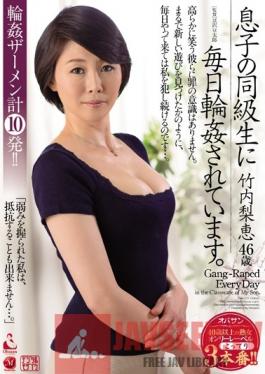 息子の同級生に
毎日輪姦されています。
竹内梨恵 46歳
高らかに笑う彼らに罪の意識はありません。
まるで新しい遊びを見つけたかのように、
毎日やって来ては私を犯し続けるのです…。
輪姦ザーメン計
10発!!
「弱みを握られた私は、
抵抗することも出来ません…。」
Gang-Raped
Every Day
in the Classmate of My Son.
オバサン
3本番!!